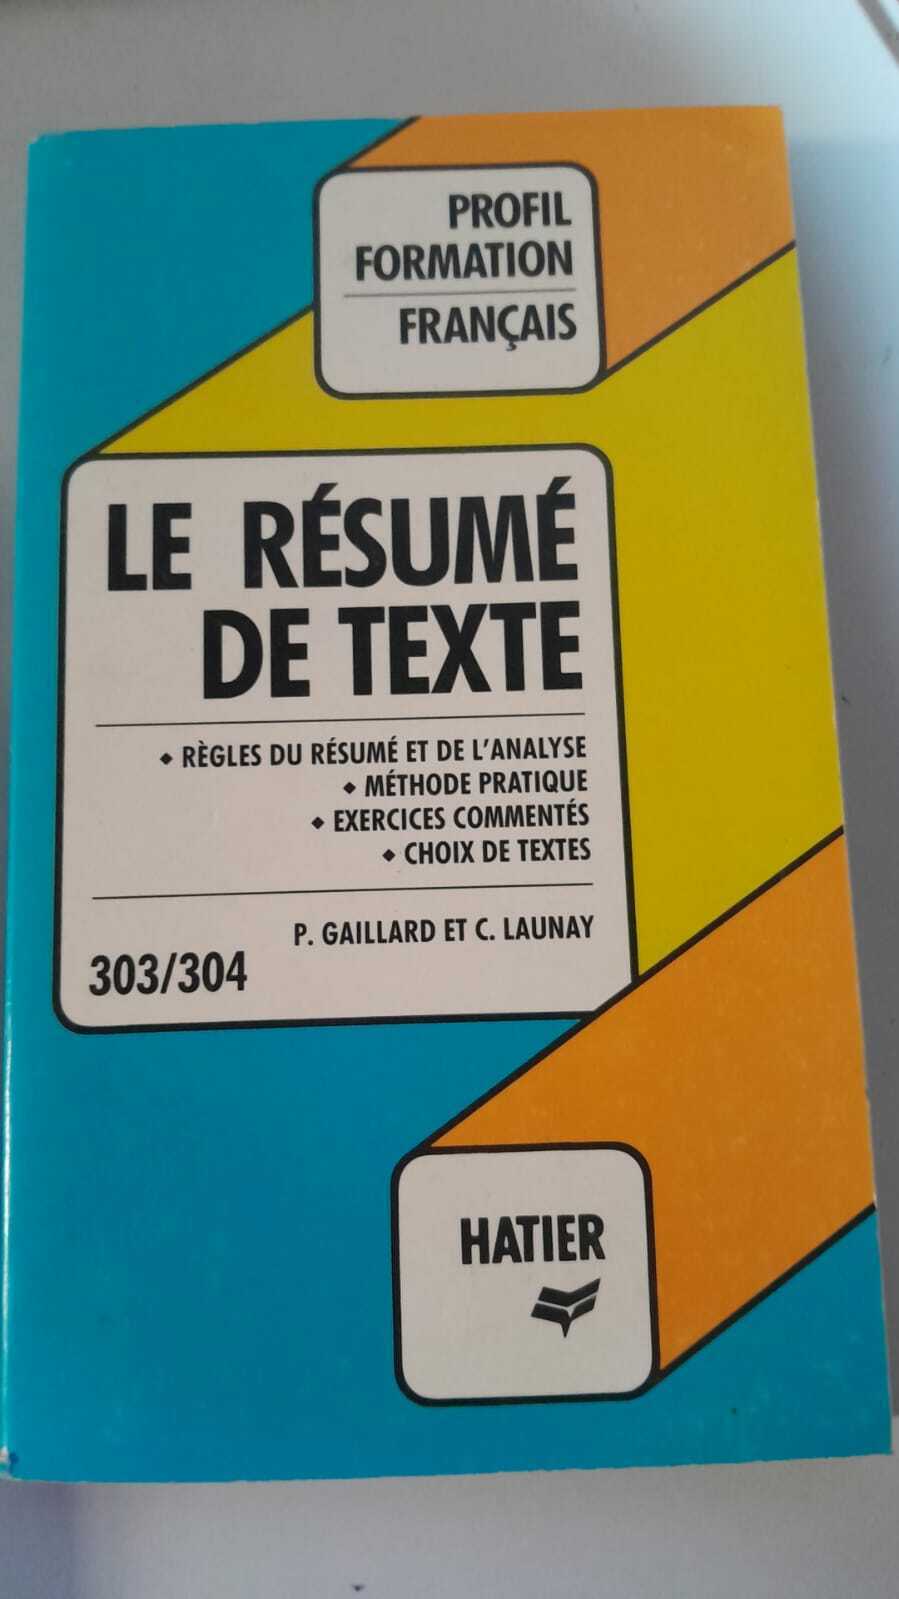 PROFIL
FORMATION
FRANÇAIS
LE RÉSUMÉ
DE TEXTE
◆ RÈGLES DU RÉSUMÉ ET DE L'ANALYSE
◆ MÉTHODE PRATIQUE
◆ EXERCICES COMMENTÉS
◆ CHOIX DE TEXTES
P. GAILLARD ET C. LAUNAY
303/304
HATIER